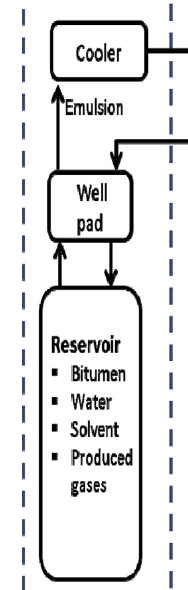 Cooler
Emulsion
Well
pad
Reservoir
▪ Bitumen
▪ Water
▪ Solvent
▪ Produced
gases